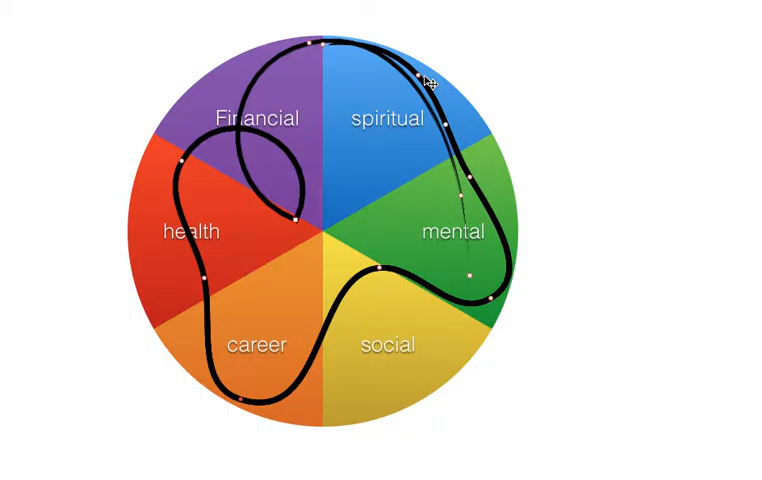 Financial
spiritual
health
mental
career
social